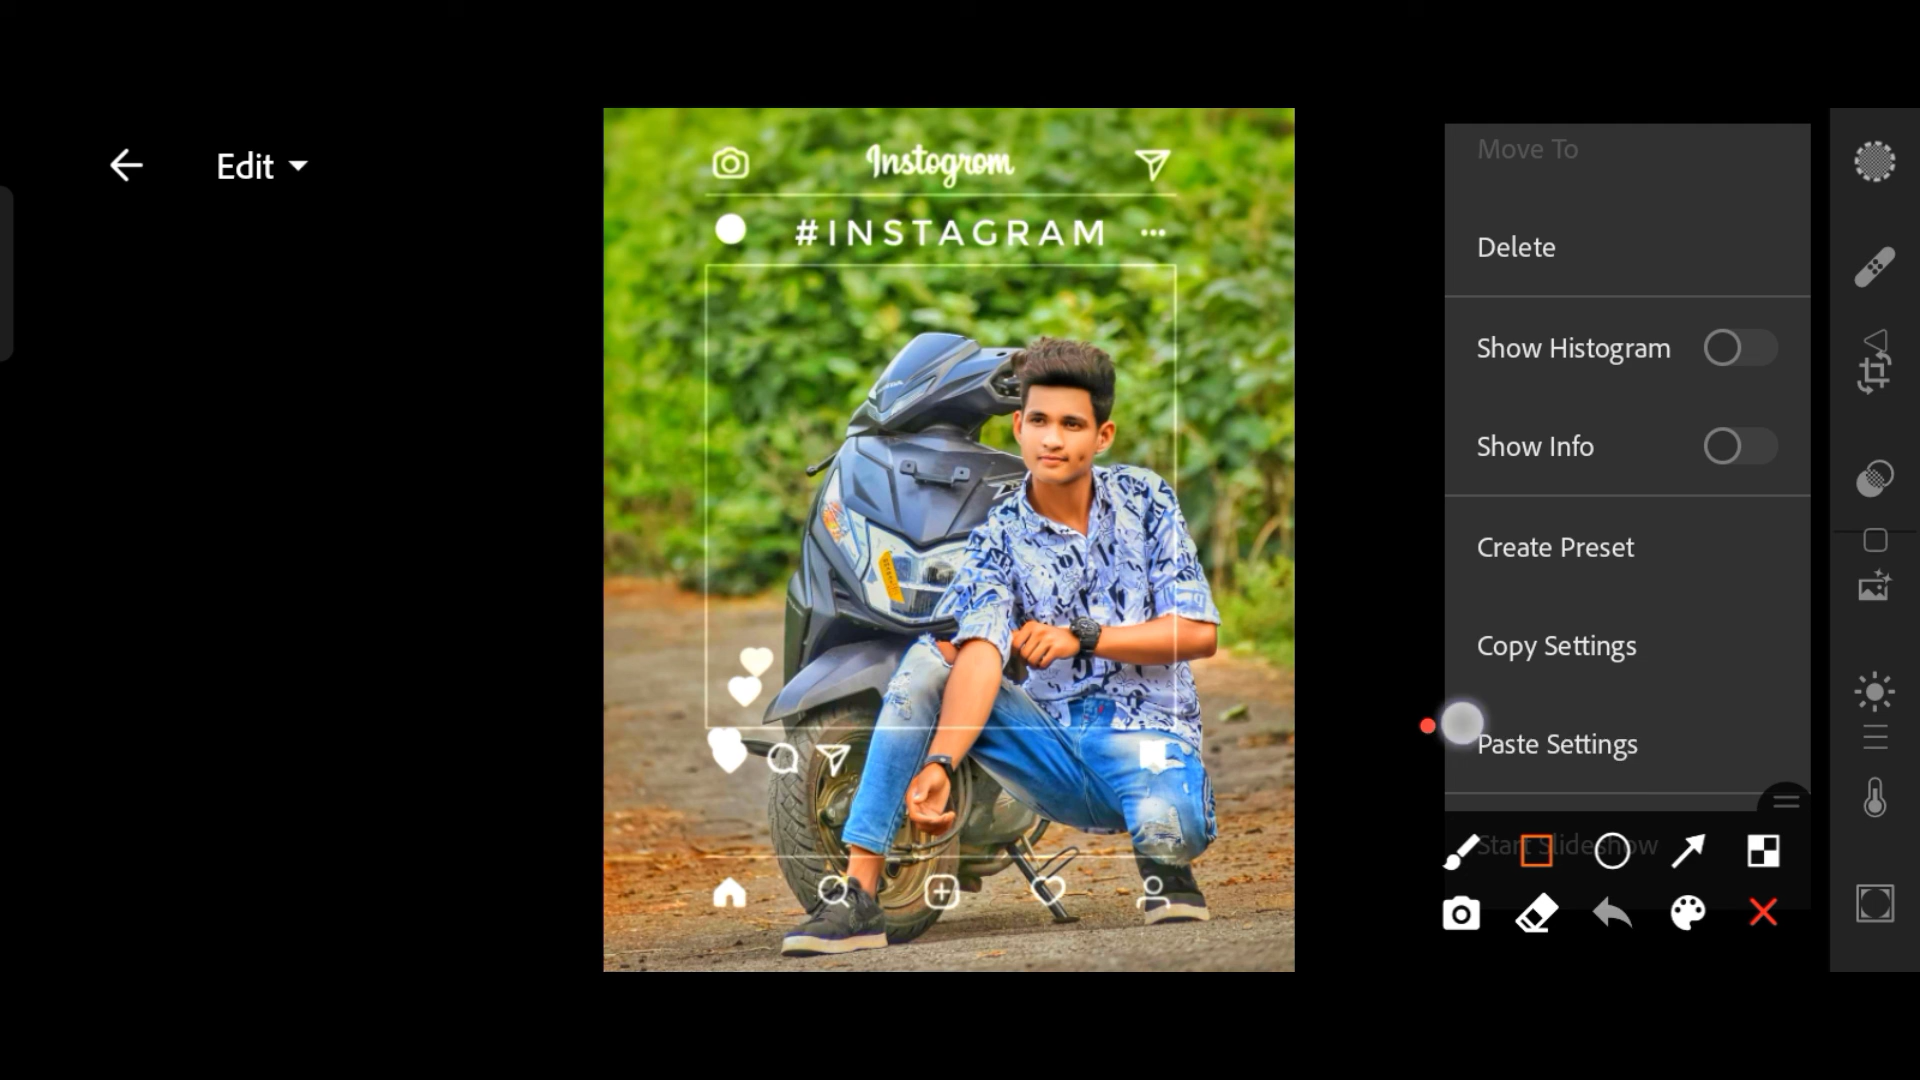 Edit
Instogrom
#INSTAGRAM
Move To
Delete
Show Histogram
Show Info
Create Preset
Copy Settings
Paste Settings
Start Slideshow